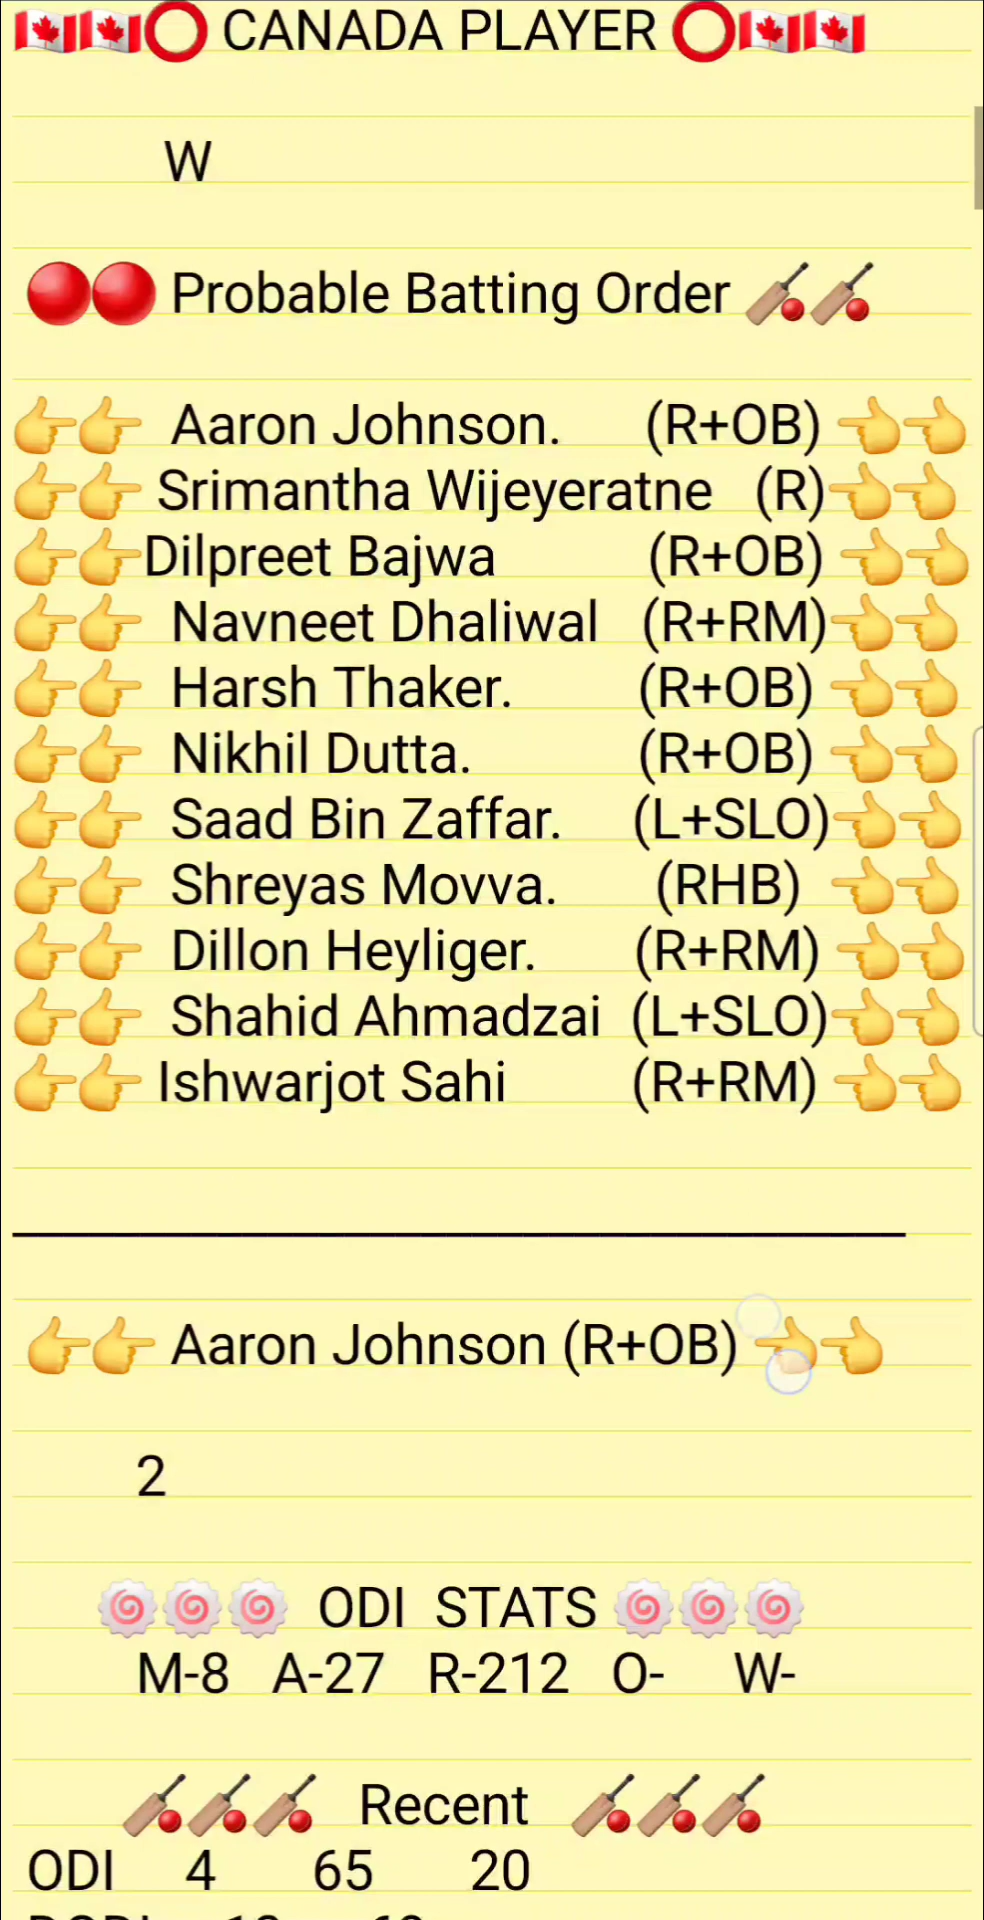 CANADA PLAYER
W
Probable Batting Order
Aaron Johnson. (R+OB)
Srimantha Wijeyeratne (R)
Dilpreet Bajwa (R+OB)
Navneet Dhaliwal (R+RM)
Harsh Thaker. (R+OB)
Nikhil Dutta. (R+OB)
Saad Bin Zaffar. (L+SLO)
Shreyas Movva. (RHB)
Dillon Heyliger. (R+RM)
Shahid Ahmadzai (L+SLO)
Ishwarjot Sahi (R+RM)
Aaron Johnson (R+OB)
2
ODI STATS
M-8 A-27 R-212 O- W-
Recent
ODI 4 65 20